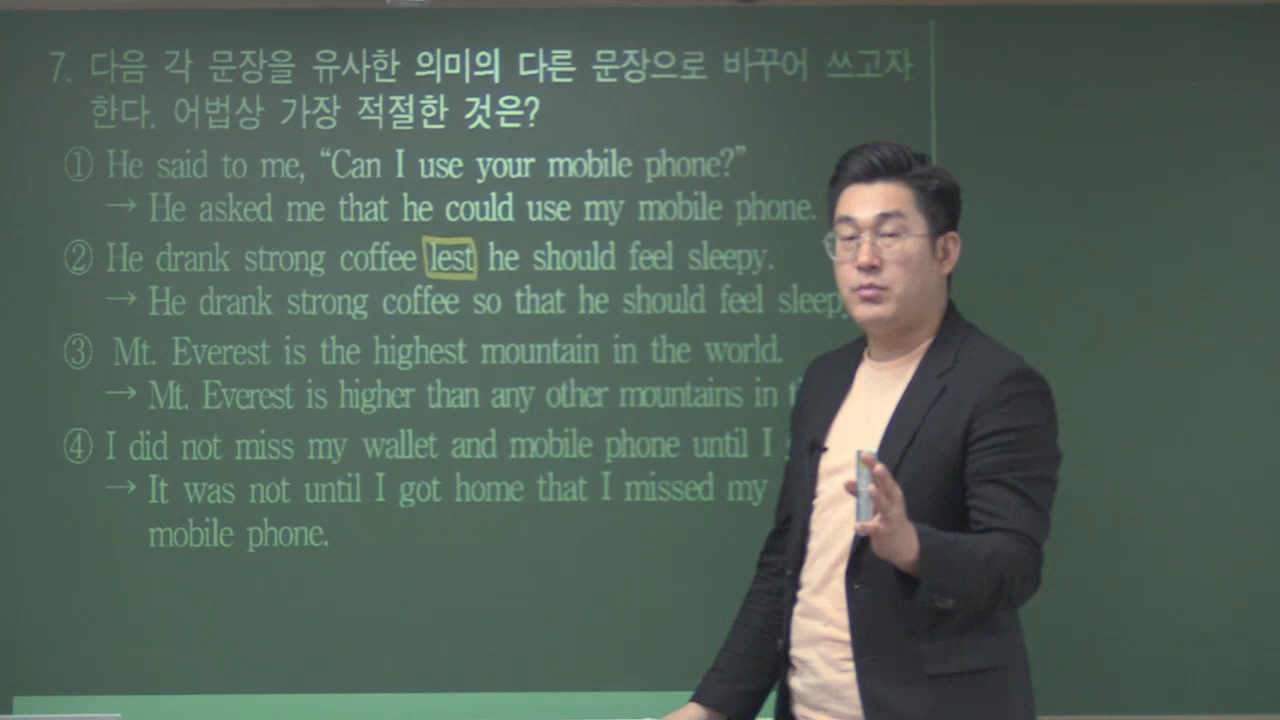 7. 다음 각 문장을 유사한 의미의 다른 문장으로 바꾸어 쓰고자
한다. 어법상 가장 적절한 것은?
① He said to me, “Can I use your mobile phone?”
→ He asked me that he could use my mobile phone.
② He drank strong coffee lest he should feel sleepy.
→ He drank strong coffee so that he should feel
③ Mt. Everest is the highest mountain in the world.
→ Mt. Everest is higher than any other mountains in
④ I did not miss my wallet and mobile phone until I
→ It was not until I got home that I missed my
mobile phone.